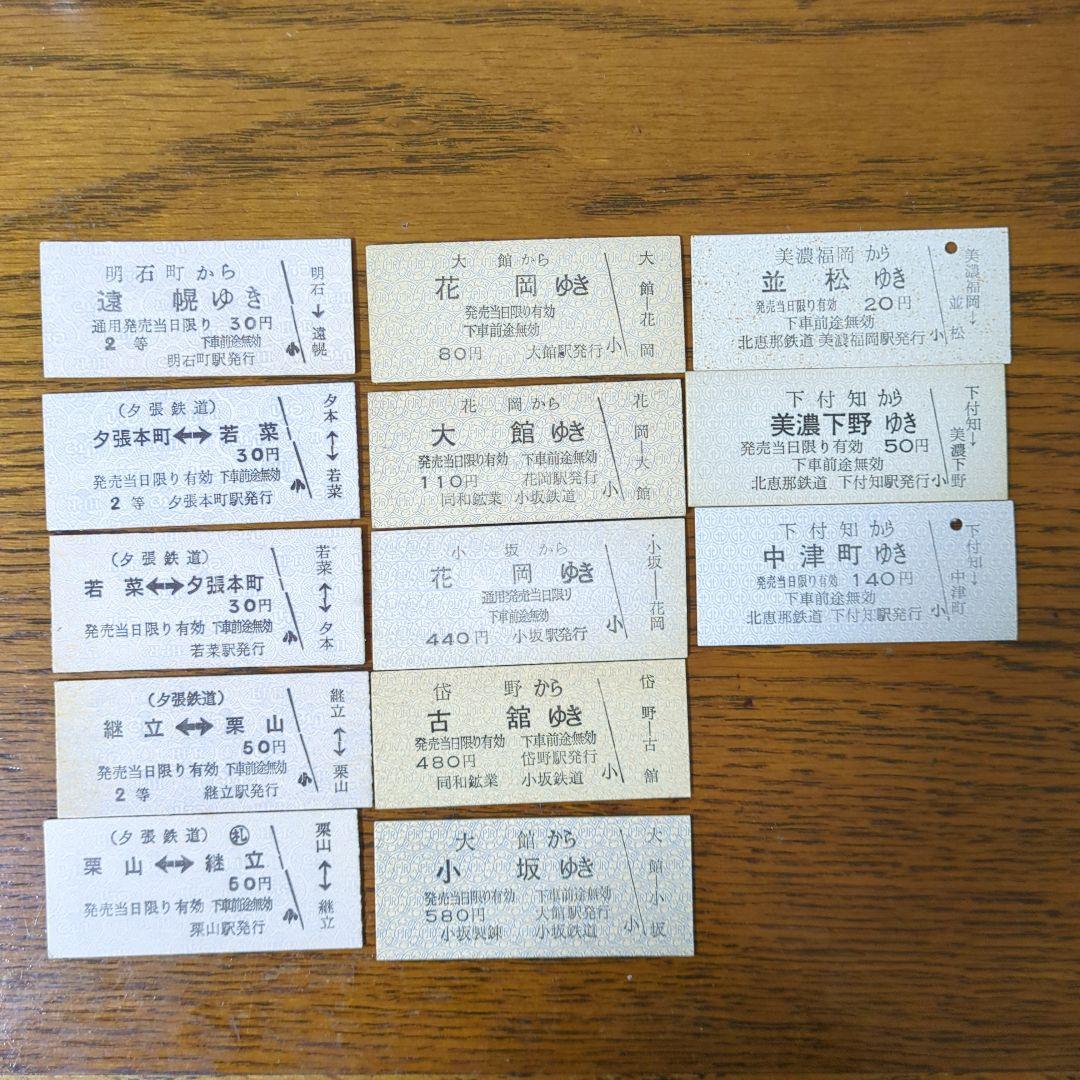 明石町から
遠幌ゆき
通用発売当日限り 30円
2等 下車前途無効
明石町駅発行
小
明石→遠幌
(夕張鉄道)
夕張本町↔若菜
30円
発売当日限り有効 下車前途無効
2等 夕張本町駅発行
小
夕本↔若菜
(夕張鉄道)
若菜↔夕張本町
30円
発売当日限り有効 下車前途無効
若菜駅発行
小
若菜↔夕本
(夕張鉄道)
継立↔栗山
50円
発売当日限り有効 下車前途無効
2等 継立駅発行
小
継立↔栗山
(夕張鉄道) ㊞札
栗山↔継立
50円
発売当日限り有効 下車前途無効
栗山駅発行
小
栗山↔継立
大館から
花岡ゆき
発売当日限り有効
下車前途無効
80円 大館駅発行
小
大館―花岡
花岡から
大館ゆき
発売当日限り有効 下車前途無効
110円 花岡駅発行
同和鉱業 小坂鉄道
小
花岡―大館
小坂から
花岡ゆき
通用発売当日限り
下車前途無効
440円 小坂駅発行
小
小坂―花岡
岱野から
古舘ゆき
発売当日限り有効 下車前途無効
480円 岱野駅発行
同和鉱業 小坂鉄道
小
岱野―古館
大館から
小坂ゆき
発売当日限り有効 下車前途無効
580円 大館駅発行
小坂製錬 小坂鉄道
小
大館―小坂
美濃福岡から
並松ゆき
発売当日限り有効 20円
下車前途無効
北恵那鉄道 美濃福岡駅発行
小
美濃福岡→並松
下付知から
美濃下野ゆき
発売当日限り有効 50円
下車前途無効
北恵那鉄道 下付知駅発行
小
下付知→美濃下野
下付知から
中津町ゆき
発売当日限り有効 140円
下車前途無効
北恵那鉄道 下付知駅発行
小
下付知→中津町